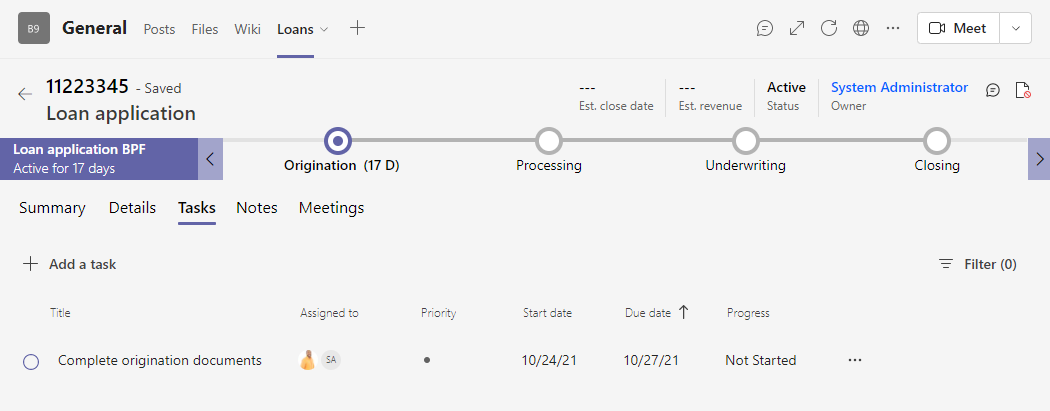 B9 General Posts Files Wiki Loans Meet
11223345 - Saved
Loan application
--- Est. close date
--- Est. revenue
Active Status
System Administrator Owner
Loan application BPF
Active for 17 days
Origination (17 D) Processing Underwriting Closing
Summary Details Tasks Notes Meetings
Add a task Filter (0)
Title Assigned to Priority Start date Due date Progress
Complete origination documents SA 10/24/21 10/27/21 Not Started